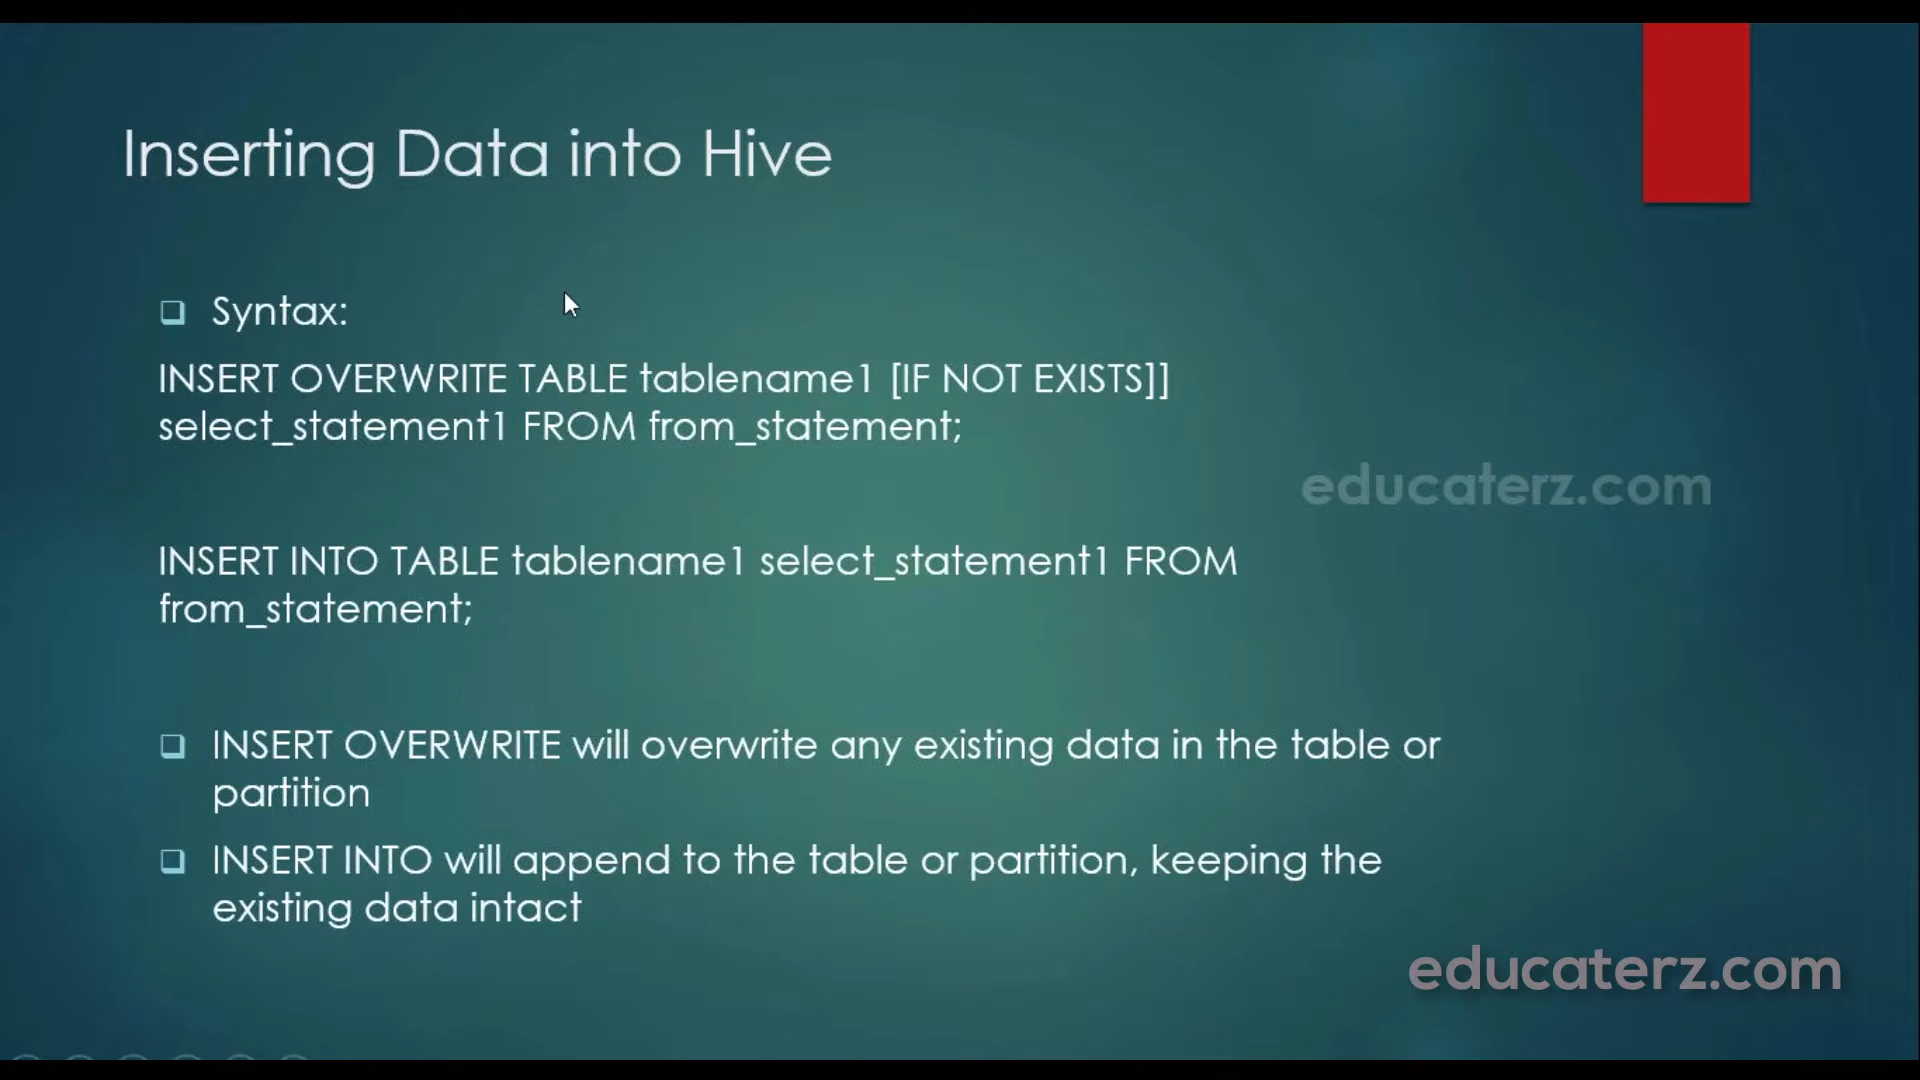 Inserting Data into Hive
Syntax:
INSERT OVERWRITE TABLE tablename1 [IF NOT EXISTS]]
select_statement1 FROM from_statement;
educaterz.com
INSERT INTO TABLE tablename1 select_statement1 FROM
from_statement;
INSERT OVERWRITE will overwrite any existing data in the table or
partition
INSERT INTO will append to the table or partition, keeping the
existing data intact
educaterz.com